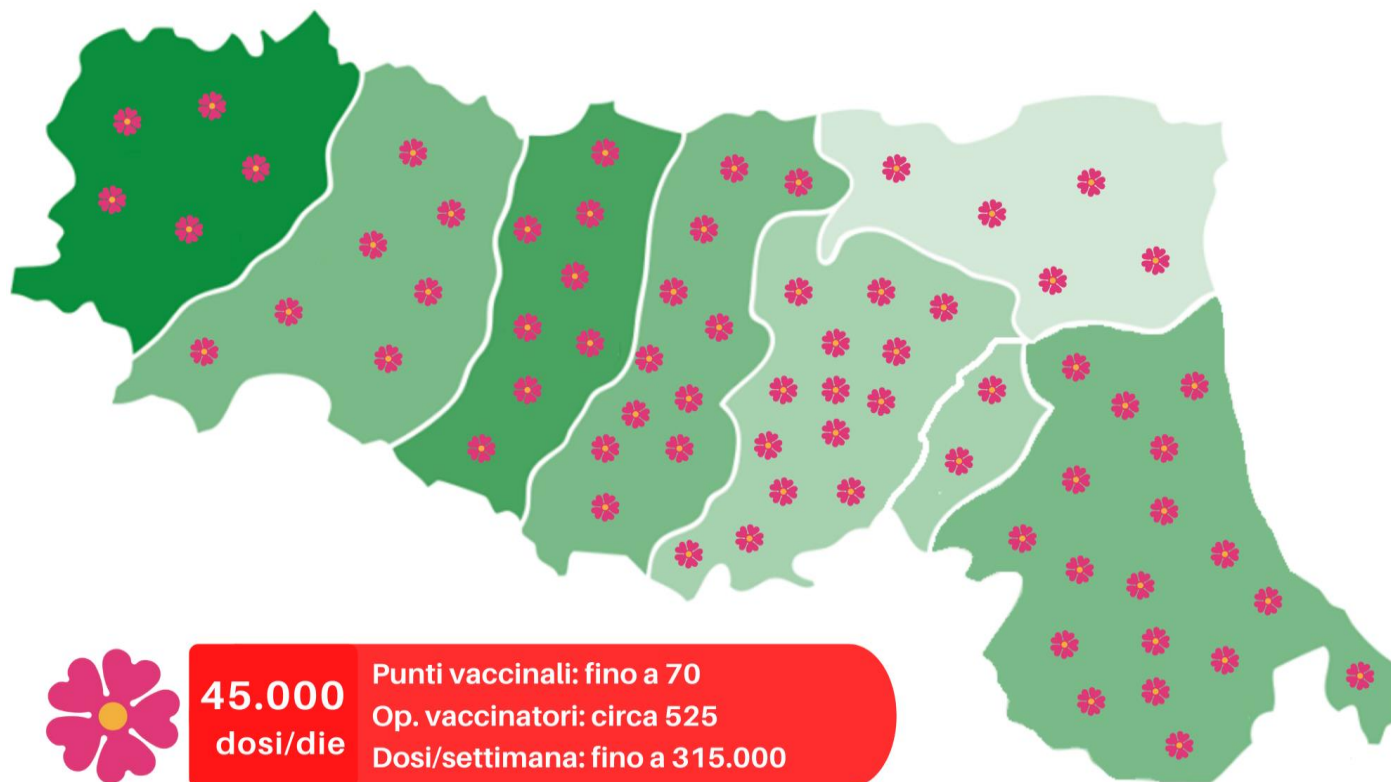 45.000
dosi/die
Punti vaccinali: fino a 70
Op. vaccinatori: circa 525
Dosi/settimana: fino a 315.000